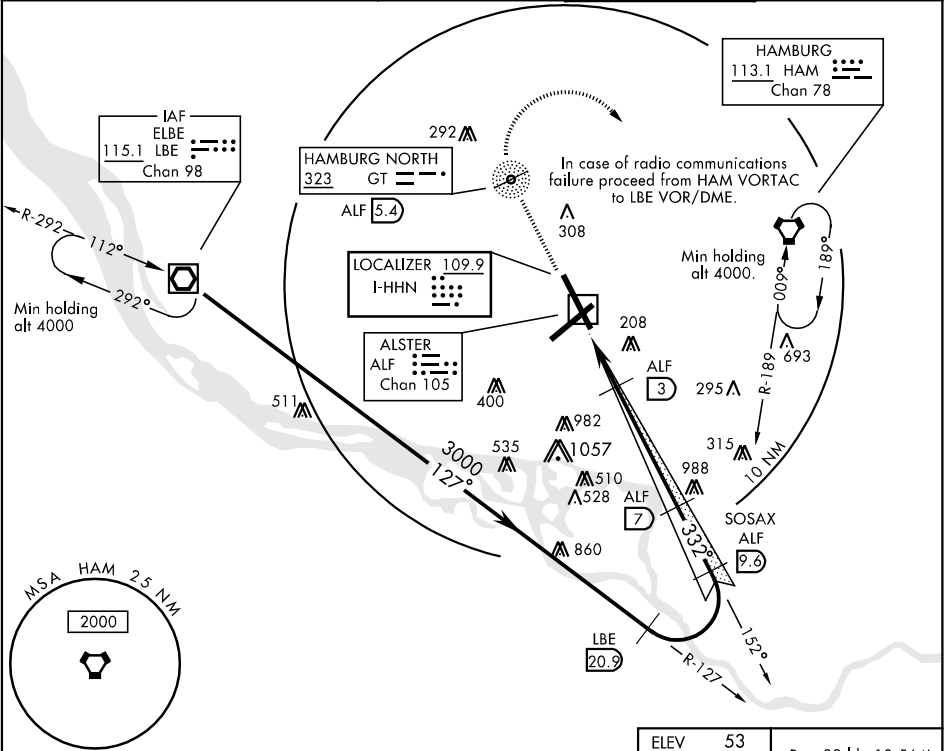 HAMBURG
113.1 HAM
Chan 78
IAF
ELBE
115.1 LBE
Chan 98
292
HAMBURG NORTH
323 GT
ALF 5.4
In case of radio communications
failure proceed from HAM VORTAC
to LBE VOR/DME.
308
R-292
112°
292°
Min holding
alt 4000
LOCALIZER 109.9
I-HHN
Min holding
alt 4000.
009°
189°
ALSTER
ALF
Chan 105
208
693
ALF
3
R-189
295
400
511
982
1057
315
10 NM
3000
127°
535
510
528
988
ALF
7
SOSAX
ALF
9.6
332°
860
152°
LBE
20.9
R-127
MSA HAM 25 NM
2000
ELEV 53